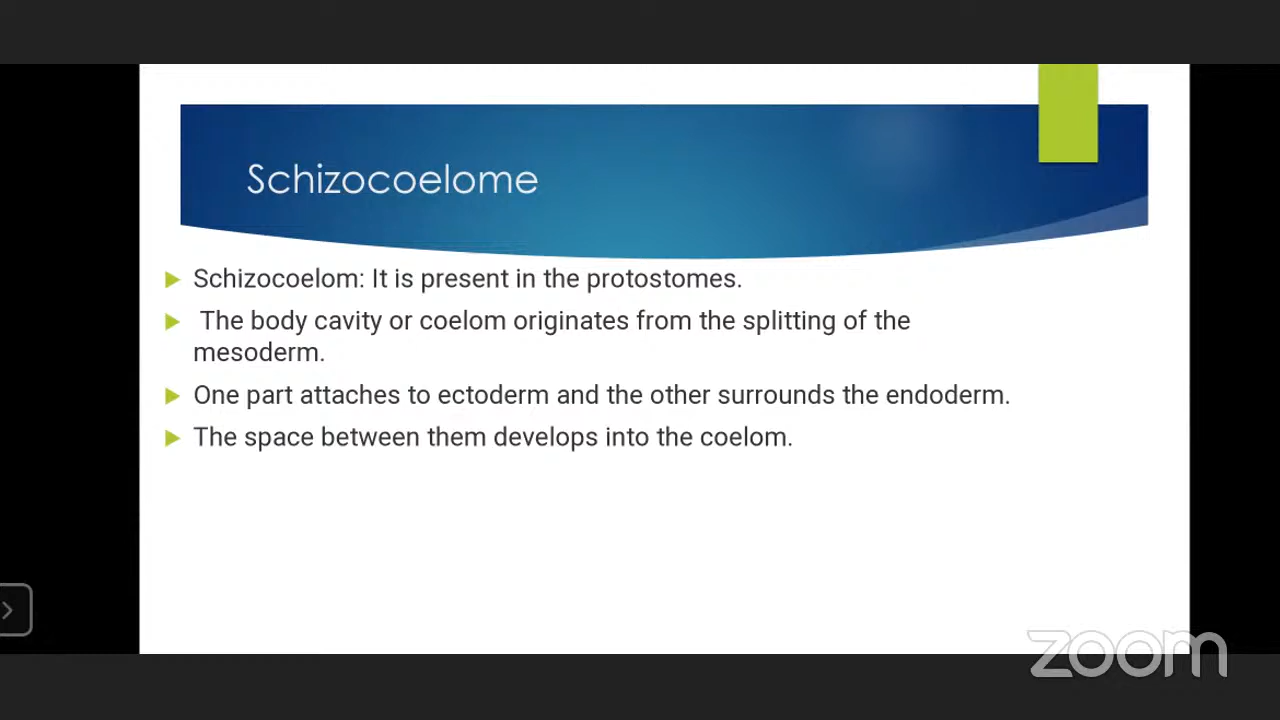 Schizocoelome
Schizocoelom: It is present in the protostomes.
The body cavity or coelom originates from the splitting of the
mesoderm.
One part attaches to ectoderm and the other surrounds the endoderm.
The space between them develops into the coelom.
zoom